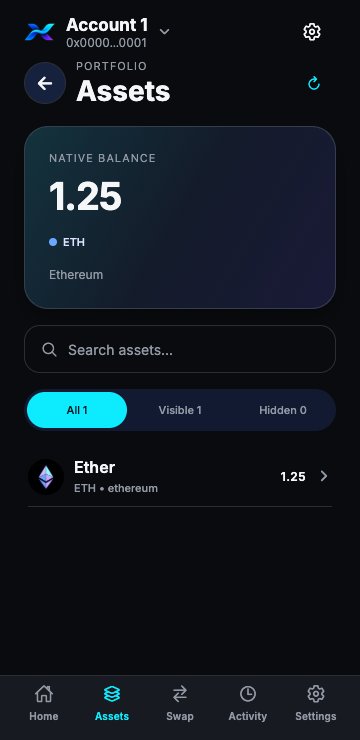 Account 1
0x0000...0001
PORTFOLIO
Assets
NATIVE BALANCE
1.25
ETH
Ethereum
Search assets...
All 1
Visible 1
Hidden 0
Ether
ETH • ethereum
1.25
Home
Assets
Swap
Activity
Settings